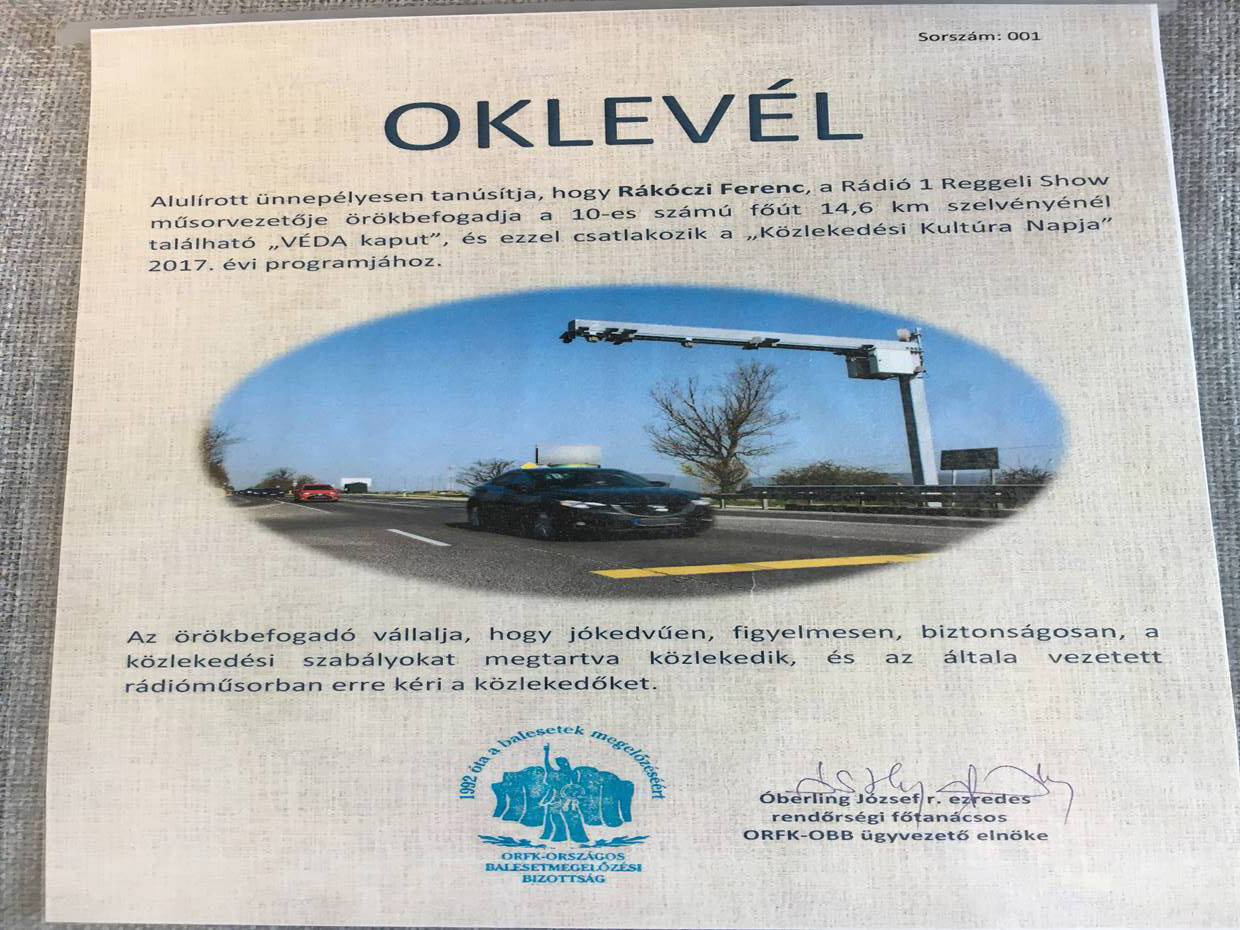 Sorszám: 001
OKLEVÉL
Alulírott ünnepélyesen tanúsítja, hogy Rákóczi Ferenc, a Rádió 1 Reggeli Show
műsorvezetője örökbefogadja a 10-es számú főút 14,6 km szelvényénél
található „VÉDA kaput”, és ezzel csatlakozik a „Közlekedési Kultúra Napja”
2017. évi programjához.
Az örökbefogadó vállalja, hogy jókedvűen, figyelmesen, biztonságosan, a
közlekedési szabályokat megtartva közlekedik, és az általa vezetett
rádióműsorban erre kéri a közlekedőket.
1992 óta a balesetek megelőzéséért
ORFK-ORSZÁGOS
BALESETMEGELŐZÉSI
BIZOTTSÁG
Óberling József r. ezredes
rendőrségi főtanácsos
ORFK-OBB ügyvezető elnöke